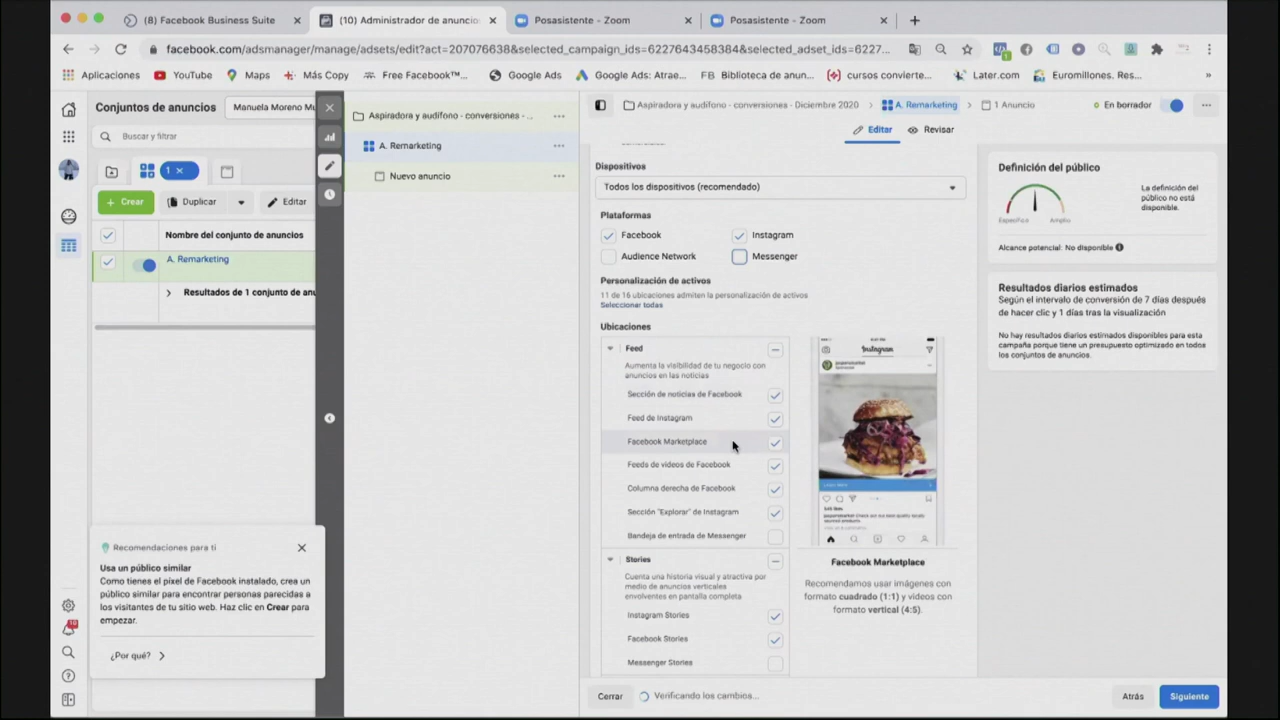 (8) Facebook Business Suite
(10) Administrador de anuncios
Posasistente - Zoom
Posasistente - Zoom
facebook.com/adsmanager/manage/adsets/edit?act=207076638&selected_campaign_ids=6227643458384&selected_adset_ids=6227...
Aplicaciones
YouTube
Maps
Más Copy
Free Facebook™...
Google Ads
Google Ads: Atrae...
FB Biblioteca de anun...
cursos convierte...
Later.com
Euromillones. Res...
»
Conjuntos de anuncios
Manuela Moreno Mu
Buscar y filtrar
1 ×
+ Crear
Duplicar
Editar
Nombre del conjunto de anuncios
A. Remarketing
Resultados de 1 conjunto de anu
Recomendaciones para ti
Usa un público similar
Como tienes el pixel de Facebook instalado, crea un
público similar para encontrar personas parecidas a
los visitantes de tu sitio web. Haz clic en Crear para
empezar.
¿Por qué?
Aspiradora y audífono - conversiones - ...
A. Remarketing
Nuevo anuncio
Aspiradora y audífono - conversiones - Diciembre 2020
A. Remarketing
1 Anuncio
En borrador
Editar
Revisar
Dispositivos
Todos los dispositivos (recomendado)
Plataformas
Facebook
Instagram
Audience Network
Messenger
Personalización de activos
11 de 16 ubicaciones admiten la personalización de activos
Seleccionar todas
Ubicaciones
Feed
Aumenta la visibilidad de tu negocio con
anuncios en las noticias
Sección de noticias de Facebook
Feed de Instagram
Facebook Marketplace
Feeds de videos de Facebook
Columna derecha de Facebook
Sección "Explorar" de Instagram
Bandeja de entrada de Messenger
Stories
Cuenta una historia visual y atractiva por
medio de anuncios verticales
envolventes en pantalla completa
Instagram Stories
Facebook Stories
Messenger Stories
Instagram
Facebook Marketplace
Recomendamos usar imágenes con
formato cuadrado (1:1) y videos con
formato vertical (4:5).
Cerrar
Verificando los cambios...
Atrás
Siguiente
Definición del público
Específica
Amplio
La definición del
público no está
disponible.
Alcance potencial: No disponible
Resultados diarios estimados
Según el intervalo de conversión de 7 días después
de hacer clic y 1 días tras la visualización
No hay resultados diarios estimados disponibles para esta
campaña porque tiene un presupuesto optimizado en todos
los conjuntos de anuncios.